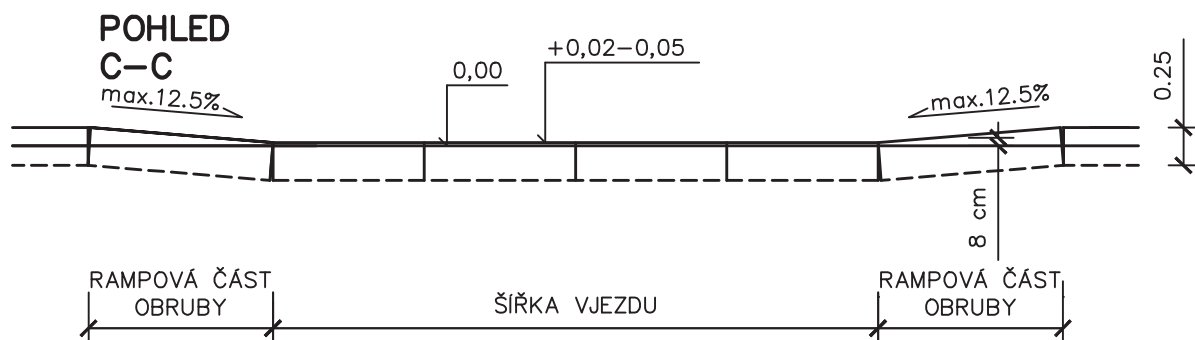 POHLED
C–C
max.12.5%
0,00
+0,02–0,05
max.12.5%
0.25
8 cm
RAMPOVÁ ČÁST
OBRUBY
ŠÍŘKA VJEZDU
RAMPOVÁ ČÁST
OBRUBY